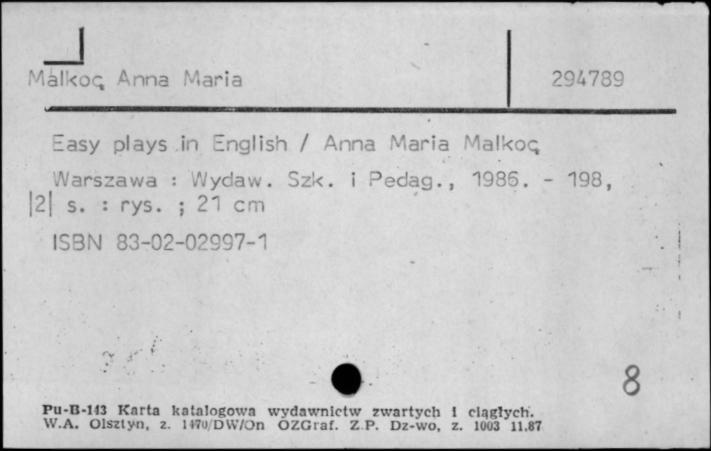 Malkoç Anna Maria 294789
Easy plays in English / Anna Maria Malkoç
Warszawa : Wydaw. Szk. i Pedag., 1986. - 198,
|2| s. : rys. ; 21 cm
ISBN 83-02-02997-1
8
Pu-B-143 Karta katalogowa wydawnictw zwartych i ciągłych.
W.A. Olsztyn, z. 1470/DW/On OZGraf. Z.P. Dz-wo, z. 1003 11.87